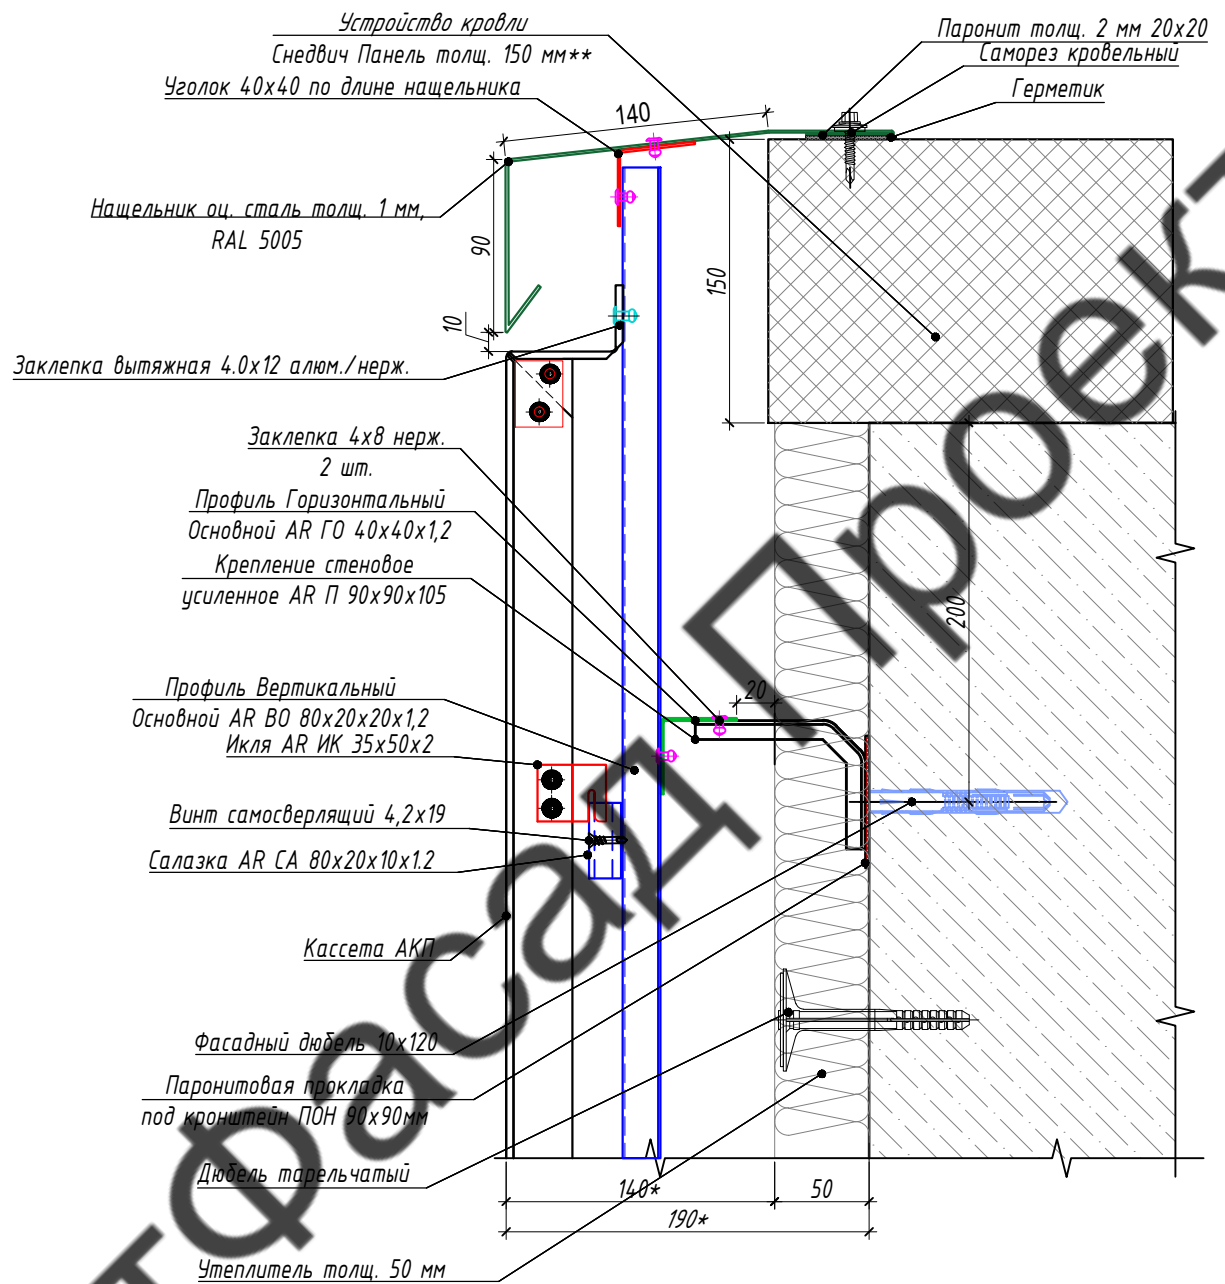 Устройство кровли
Снедвич Панель толщ. 150 мм**
Уголок 40х40 по длине нащельника
Паронит толщ. 2 мм 20х20
Саморез кровельный
Герметик
140
Нащельник оц. сталь толщ. 1 мм,
RAL 5005
90
150
10
Заклепка вытяжная 4.0х12 алюм./нерж.
Заклепка 4х8 нерж.
2 шт.
Профиль Горизонтальный
Основной AR ГО 40х40х1,2
Крепление стеновое
усиленное AR П 90х90х105
200
20
Профиль Вертикальный
Основной AR ВО 80х20х20х1,2
Икля AR ИК 35х50х2
Винт самосверлящий 4,2х19
Салазка AR СА 80х20х10х1.2
Кассета АКП
Фасадный дюбель 10х120
Паронитовая прокладка
под кронштейн ПОН 90х90мм
Дюбель тарельчатый
140*
50
190*
Утеплитель толщ. 50 мм
Фасад Проект